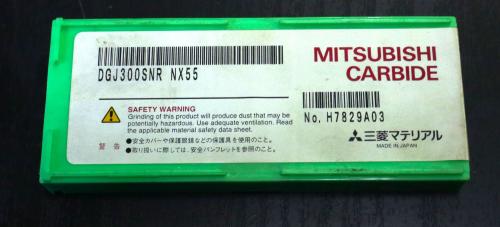 DGJ300SNR NX55
MITSUBISHI
CARBIDE
No. H7829A03
SAFETY WARNING
Grinding of this product will produce dust that may be
potentially hazardous. Use adequate ventilation. Read
the applicable material safety data sheet.
警告
●安全カバーや保護眼鏡などの保護具を使用のこと。
●取り扱いに際しては、安全パンフレットを参照のこと。
三菱マテリアル
MADE IN JAPAN